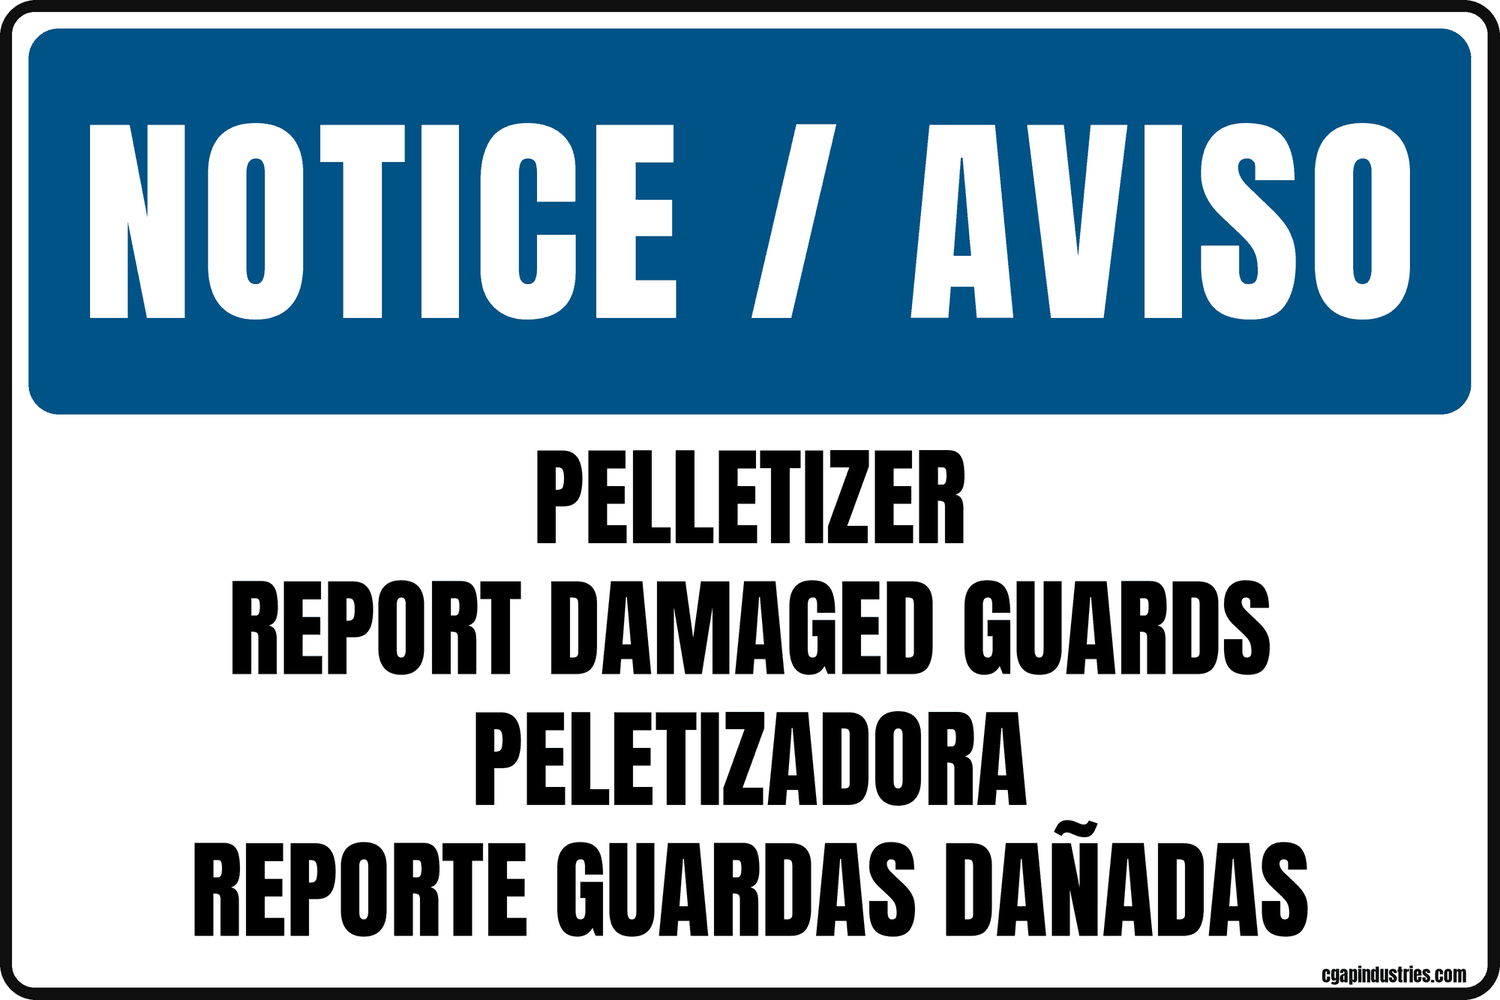 NOTICE / AVISO
PELLETIZER
REPORT DAMAGED GUARDS
PELETIZADORA
REPORTE GUARDAS DAÑADAS
cgapindustries.com